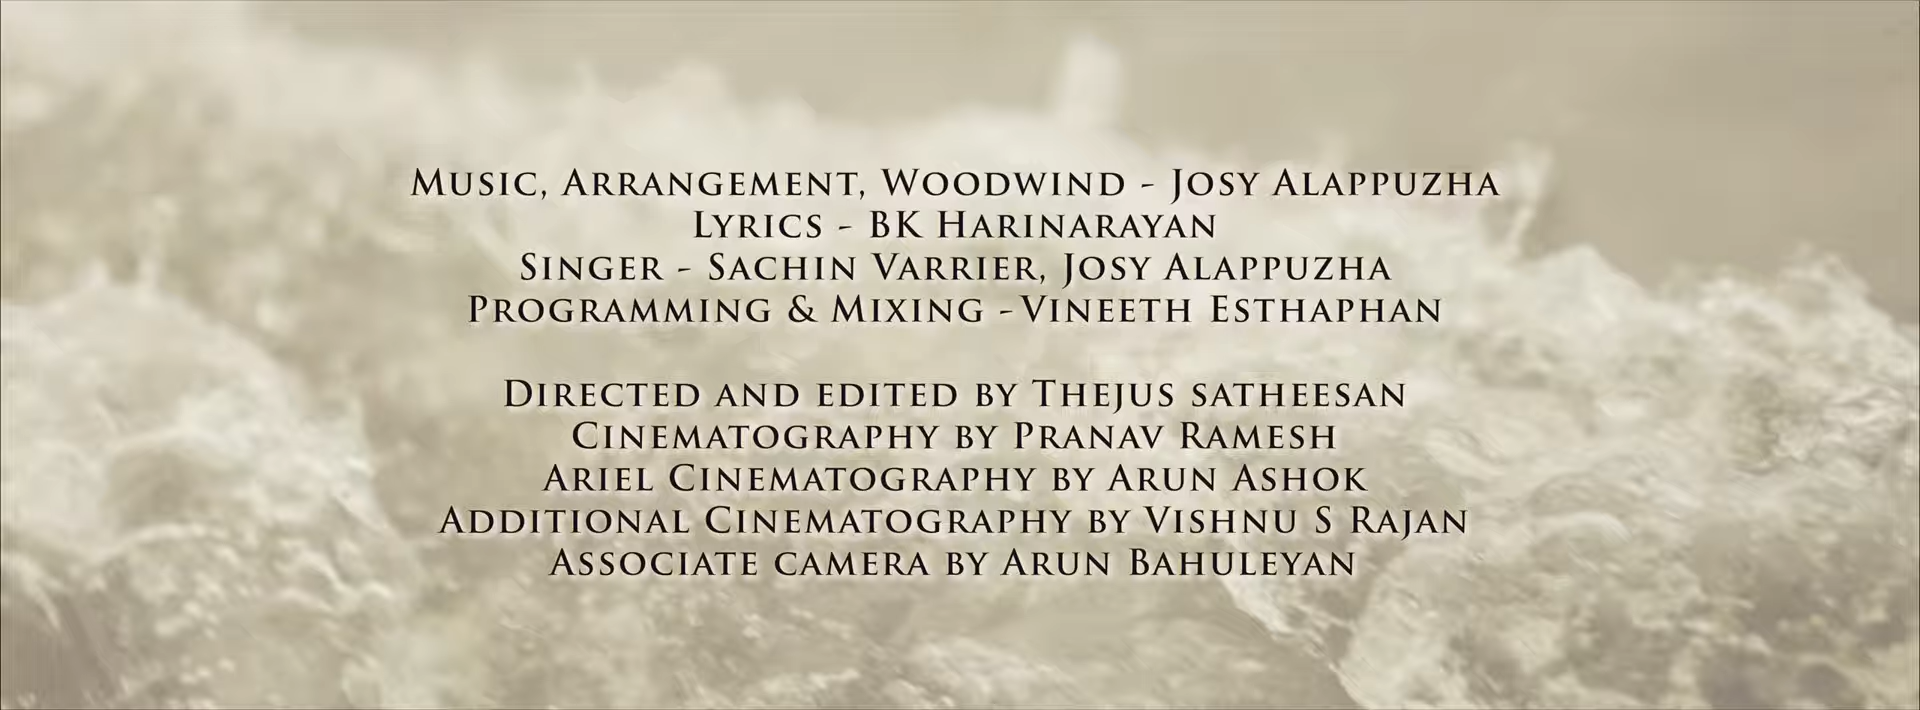 Music, Arrangement, Woodwind - Josy Alappuzha
Lyrics - BK Harinarayan
Singer - Sachin Varrier, Josy Alappuzha
Programming & Mixing -Vineeth Esthaphan
Directed and edited by Thejus satheesan
Cinematography by Pranav Ramesh
Ariel Cinematography by Arun Ashok
Additional Cinematography by Vishnu S Rajan
Associate camera by Arun Bahuleyan